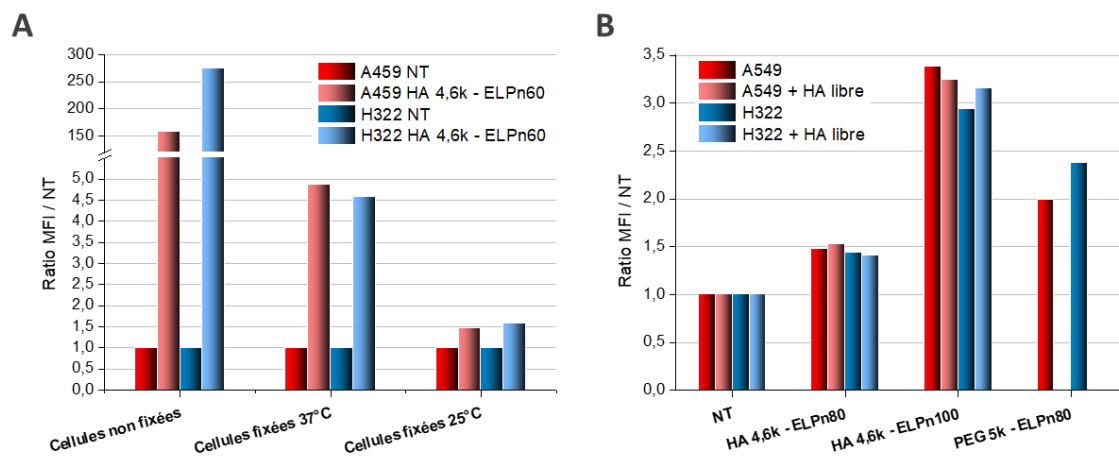 A
Ratio MFI / NT
300
250
200
150
5,0
4,5
4,0
3,5
3,0
2,5
2,0
1,5
1,0
0,5
0,0
A459 NT
A459 HA 4,6k - ELPn60
H322 NT
H322 HA 4,6k - ELPn60
Cellules non fixées
Cellules fixées 37°C
Cellules fixées 25°C
B
Ratio MFI / NT
3,5
3,0
2,5
2,0
1,5
1,0
0,5
0,0
A549
A549 + HA libre
H322
H322 + HA libre
NT
HA 4,6k - ELPn80
HA 4,6k - ELPn100
PEG 5k - ELPn80